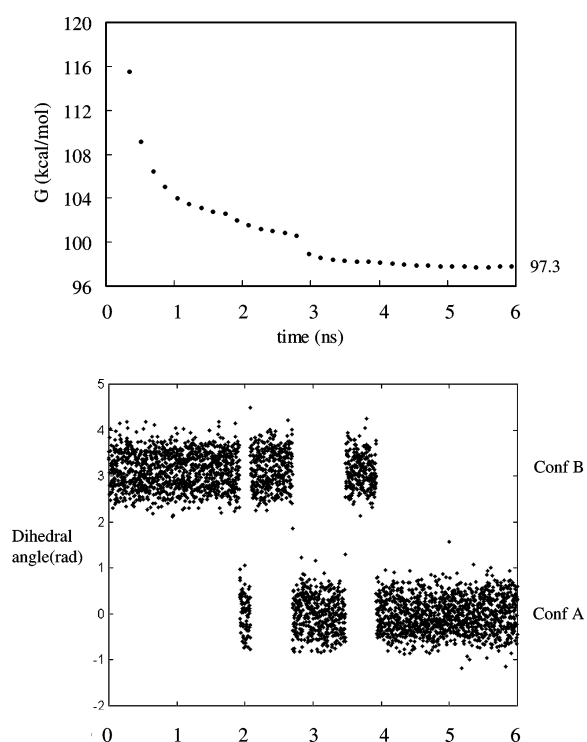 120
116
112
108
104
100
96
G (kcal/mol)
97.3
0 1 2 3 4 5 6
time (ns)
5
4
3
2
1
0
-1
-2
Dihedral
angle(rad)
Conf B
Conf A
0 1 2 3 4 5 6